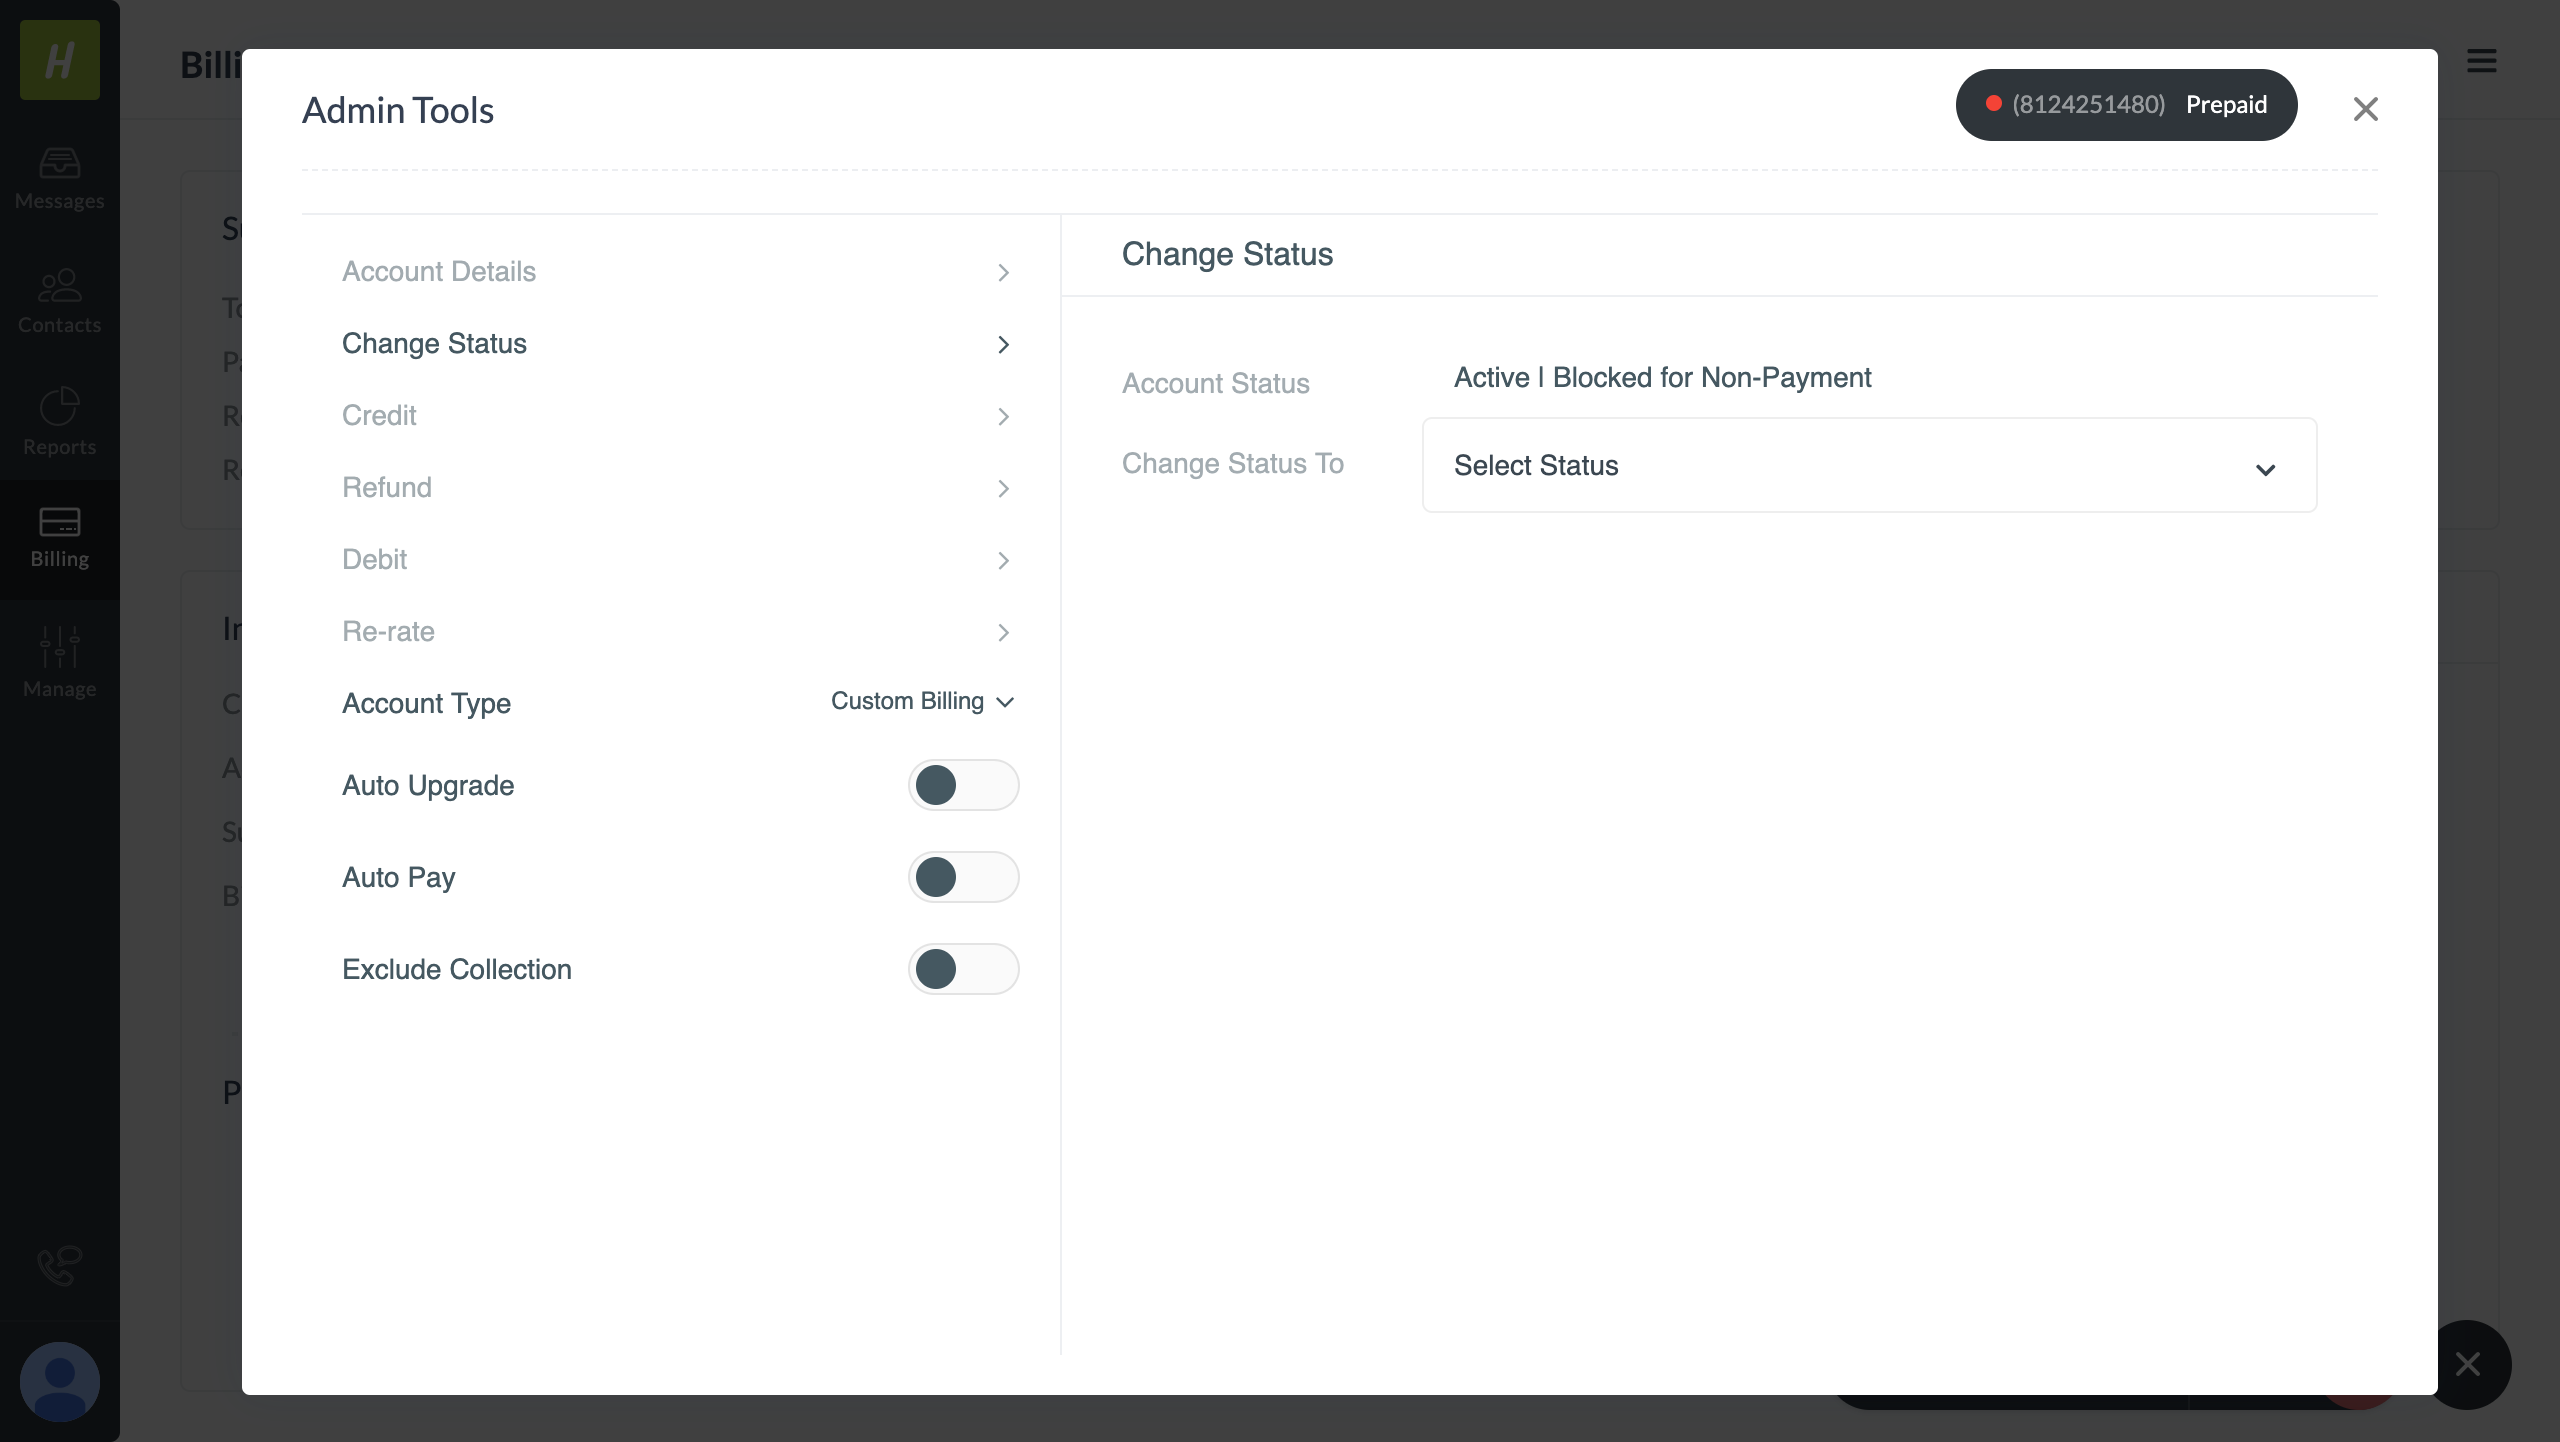 H
Messages
Contacts
Reports
Billing
Manage
Admin Tools
(8124251480) Prepaid
Account Details
Change Status
Credit
Refund
Debit
Re-rate
Account Type Custom Billing
Auto Upgrade
Auto Pay
Exclude Collection
Change Status
Account Status Active | Blocked for Non-Payment
Change Status To Select Status